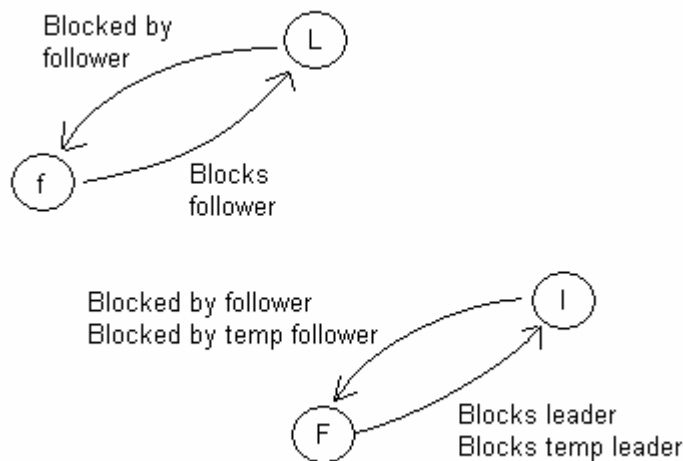 Blocked by
follower
L
f
Blocks
follower
Blocked by follower
Blocked by temp follower
l
F
Blocks leader
Blocks temp leader